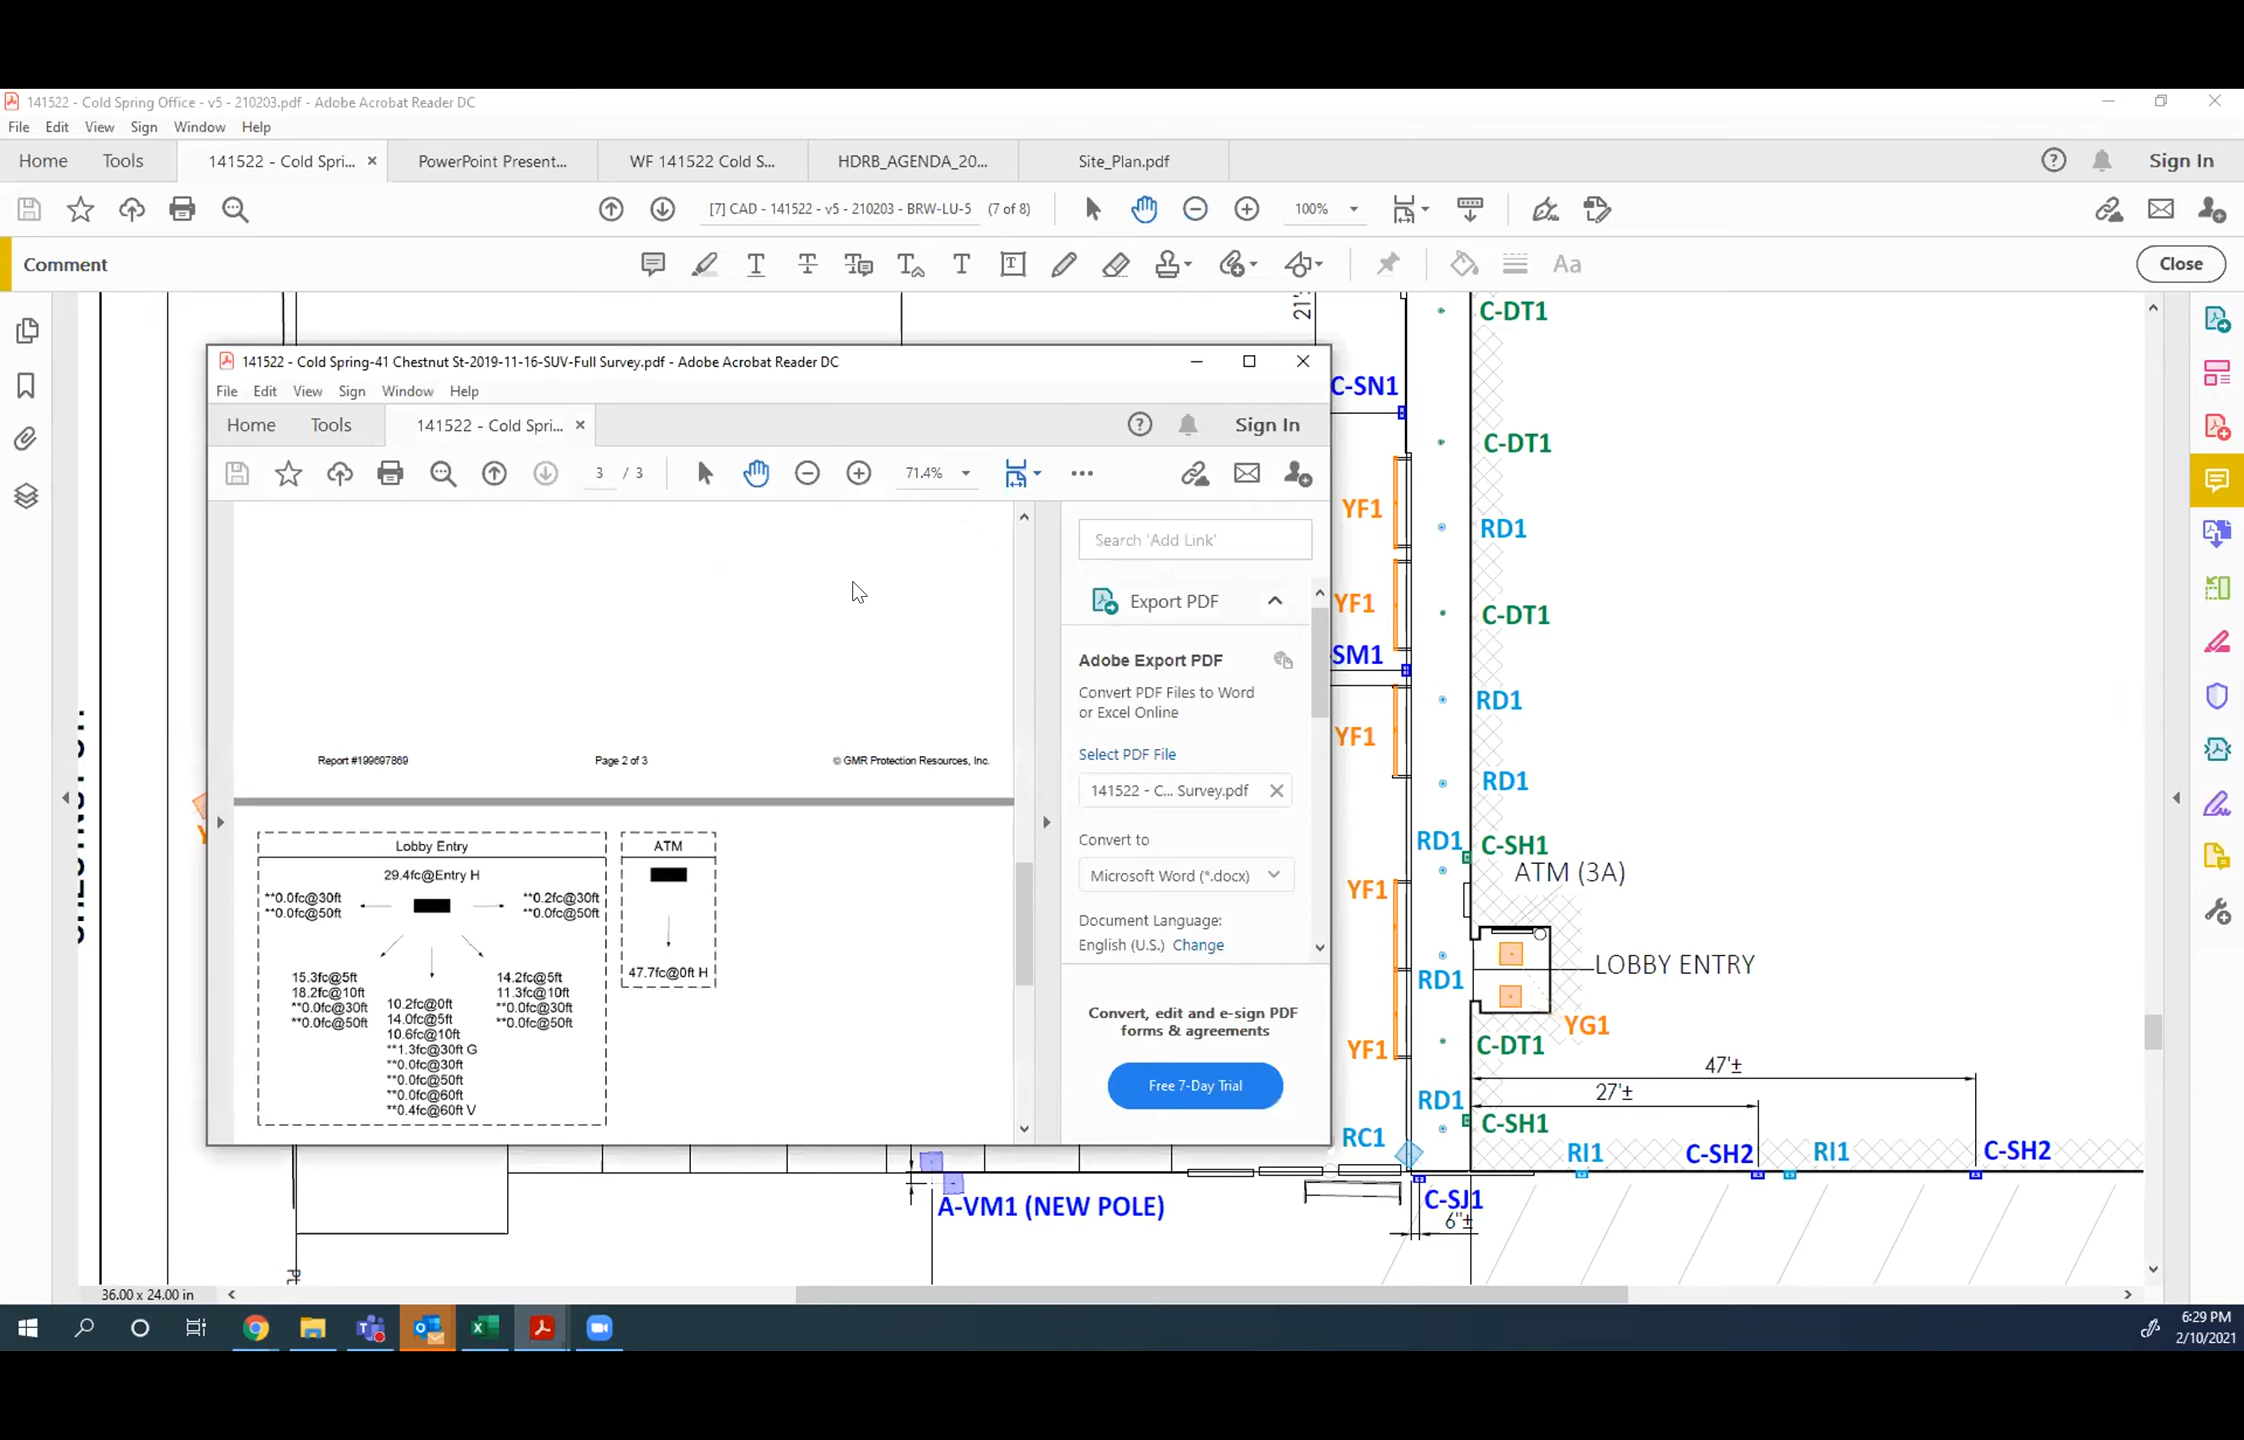 141522 - Cold Spring Office - v5 - 210203.pdf - Adobe Acrobat Reader DC
File Edit View Sign Window Help
Home Tools 141522 - Cold Spri... × PowerPoint Present... WF 141522 Cold S... HDRB_AGENDA_20... Site_Plan.pdf Sign In
[7] CAD - 141522 - v5 - 210203 - BRW-LU-5 (7 of 8) 100%
Comment Aa Close
21'
C-DT1
141522 - Cold Spring-41 Chestnut St-2019-11-16-SUV-Full Survey.pdf - Adobe Acrobat Reader DC
File Edit View Sign Window Help
Home Tools 141522 - Cold Spri... × Sign In
3 / 3 71.4%
Search 'Add Link'
Export PDF
Adobe Export PDF
Convert PDF Files to Word
or Excel Online
Select PDF File
141522 - C... Survey.pdf
Convert to
Microsoft Word (*.docx)
Document Language:
English (U.S.) Change
Convert, edit and e-sign PDF
forms & agreements
Free 7-Day Trial
Report #199697869 Page 2 of 3 © GMR Protection Resources, Inc.
Lobby Entry
29.4fc@Entry H
**0.0fc@30ft
**0.0fc@50ft
**0.2fc@30ft
**0.0fc@50ft
15.3fc@5ft
18.2fc@10ft
**0.0fc@30ft
**0.0fc@50ft
10.2fc@0ft
14.0fc@5ft
10.6fc@10ft
**1.3fc@30ft G
**0.0fc@30ft
**0.0fc@50ft
**0.0fc@60ft
**0.4fc@60ft V
14.2fc@5ft
11.3fc@10ft
**0.0fc@30ft
**0.0fc@50ft
ATM
47.7fc@0ft H
C-SN1
C-DT1
YF1
RD1
YF1
C-DT1
SM1
RD1
YF1
RD1
RD1
C-SH1
ATM (3A)
YF1
LOBBY ENTRY
RD1
YG1
YF1
C-DT1
47'±
27'±
RD1
C-SH1
RC1
RI1
C-SH2
RI1
C-SH2
A-VM1 (NEW POLE)
C-SJ1
6"±
36.00 x 24.00 in
6:29 PM
2/10/2021